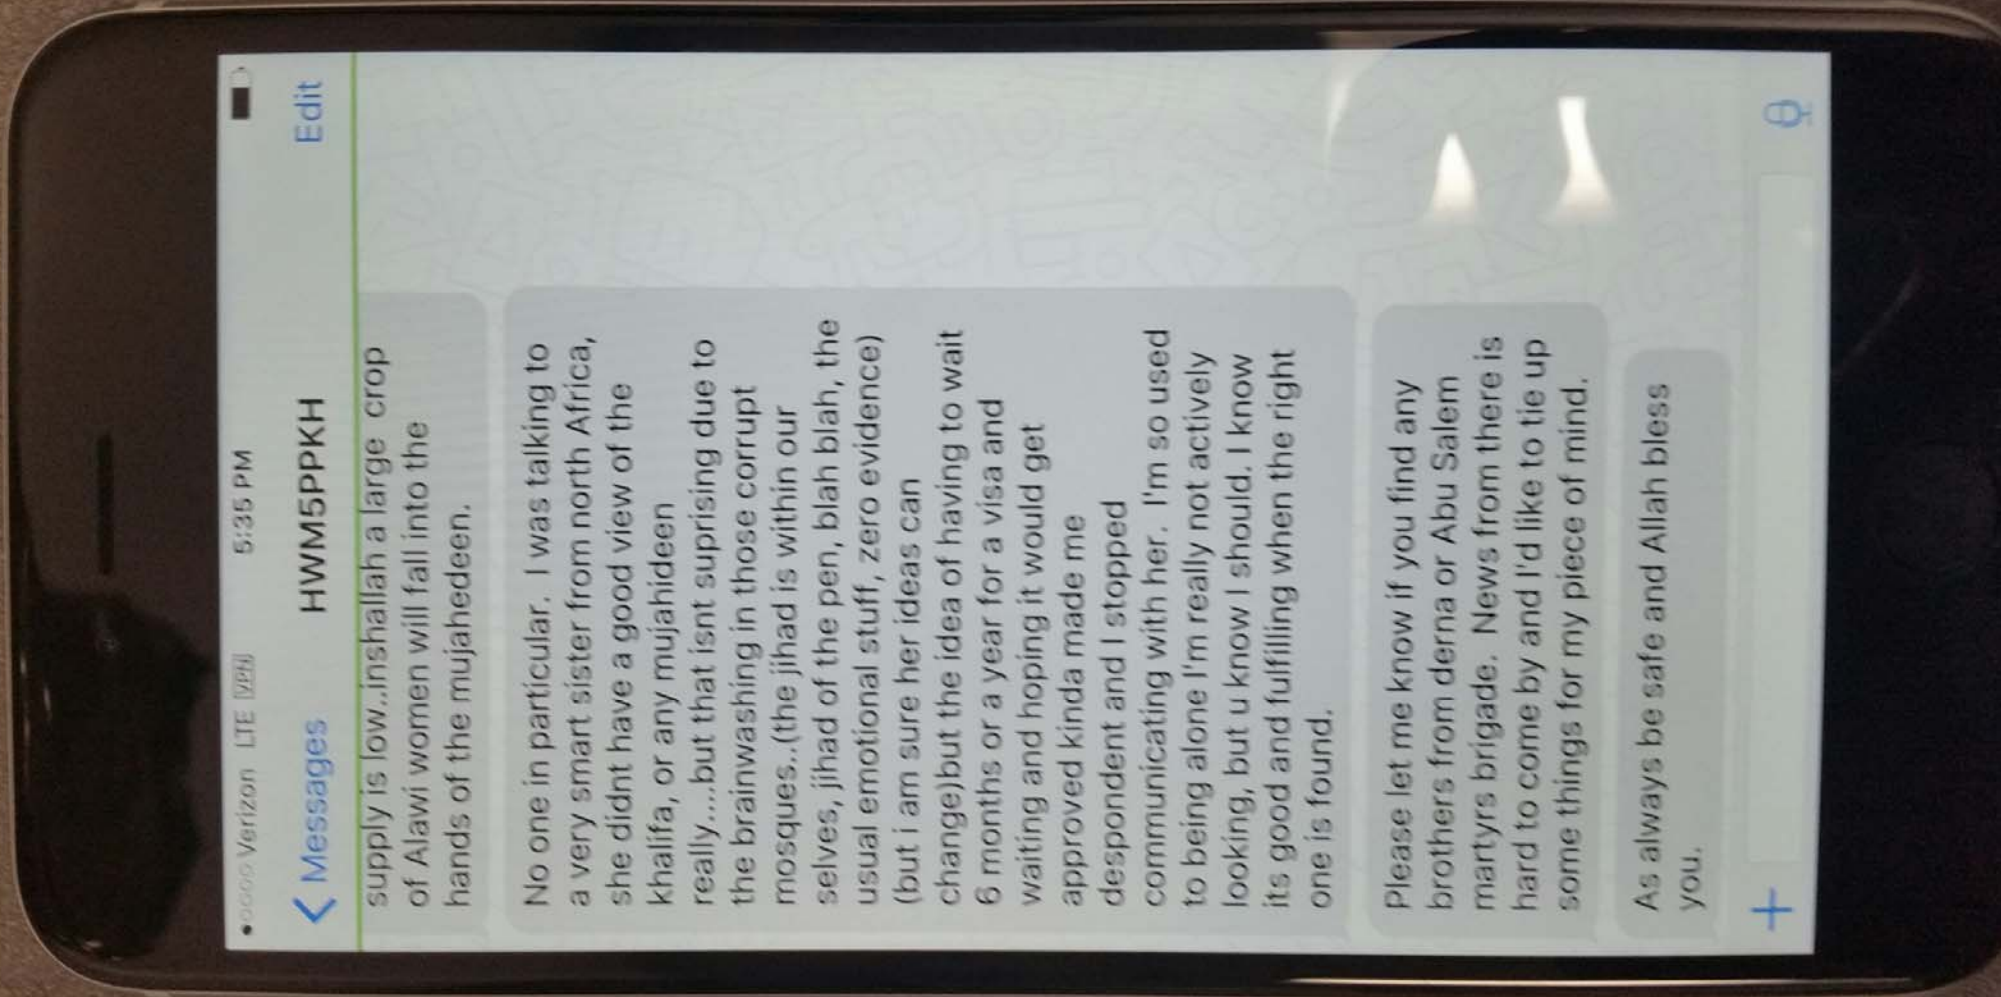 Verizon LTE VPN 5:35 PM
Messages HWM5PPKH Edit
supply is low..inshallah a large crop
of Alawi women will fall into the
hands of the mujahedeen.
No one in particular. I was talking to
a very smart sister from north Africa,
she didnt have a good view of the
khalifa, or any mujahideen
really....but that isnt suprising due to
the brainwashing in those corrupt
mosques..(the jihad is within our
selves, jihad of the pen, blah blah, the
usual emotional stuff, zero evidence)
(but i am sure her ideas can
change)but the idea of having to wait
6 months or a year for a visa and
waiting and hoping it would get
approved kinda made me
despondent and I stopped
communicating with her. I'm so used
to being alone I'm really not actively
looking, but u know I should. I know
its good and fulfilling when the right
one is found.
Please let me know if you find any
brothers from derna or Abu Salem
martyrs brigade. News from there is
hard to come by and I'd like to tie up
some things for my piece of mind.
As always be safe and Allah bless
you.